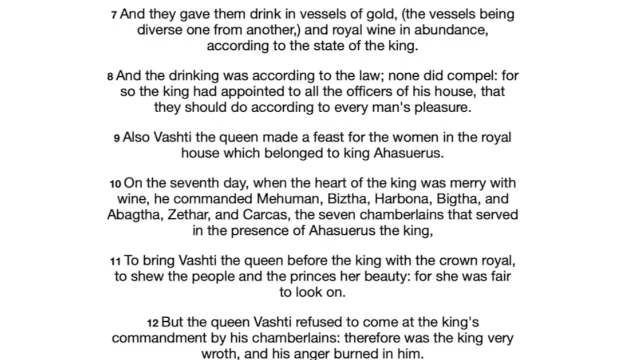 7 And they gave them drink in vessels of gold, (the vessels being
diverse one from another,) and royal wine in abundance,
according to the state of the king.
8 And the drinking was according to the law; none did compel: for
so the king had appointed to all the officers of his house, that
they should do according to every man's pleasure.
9 Also Vashti the queen made a feast for the women in the royal
house which belonged to king Ahasuerus.
10 On the seventh day, when the heart of the king was merry with
wine, he commanded Mehuman, Biztha, Harbona, Bigtha, and
Abagtha, Zethar, and Carcas, the seven chamberlains that served
in the presence of Ahasuerus the king,
11 To bring Vashti the queen before the king with the crown royal,
to shew the people and the princes her beauty: for she was fair
to look on.
12 But the queen Vashti refused to come at the king's
commandment by his chamberlains: therefore was the king very
wroth, and his anger burned in him.